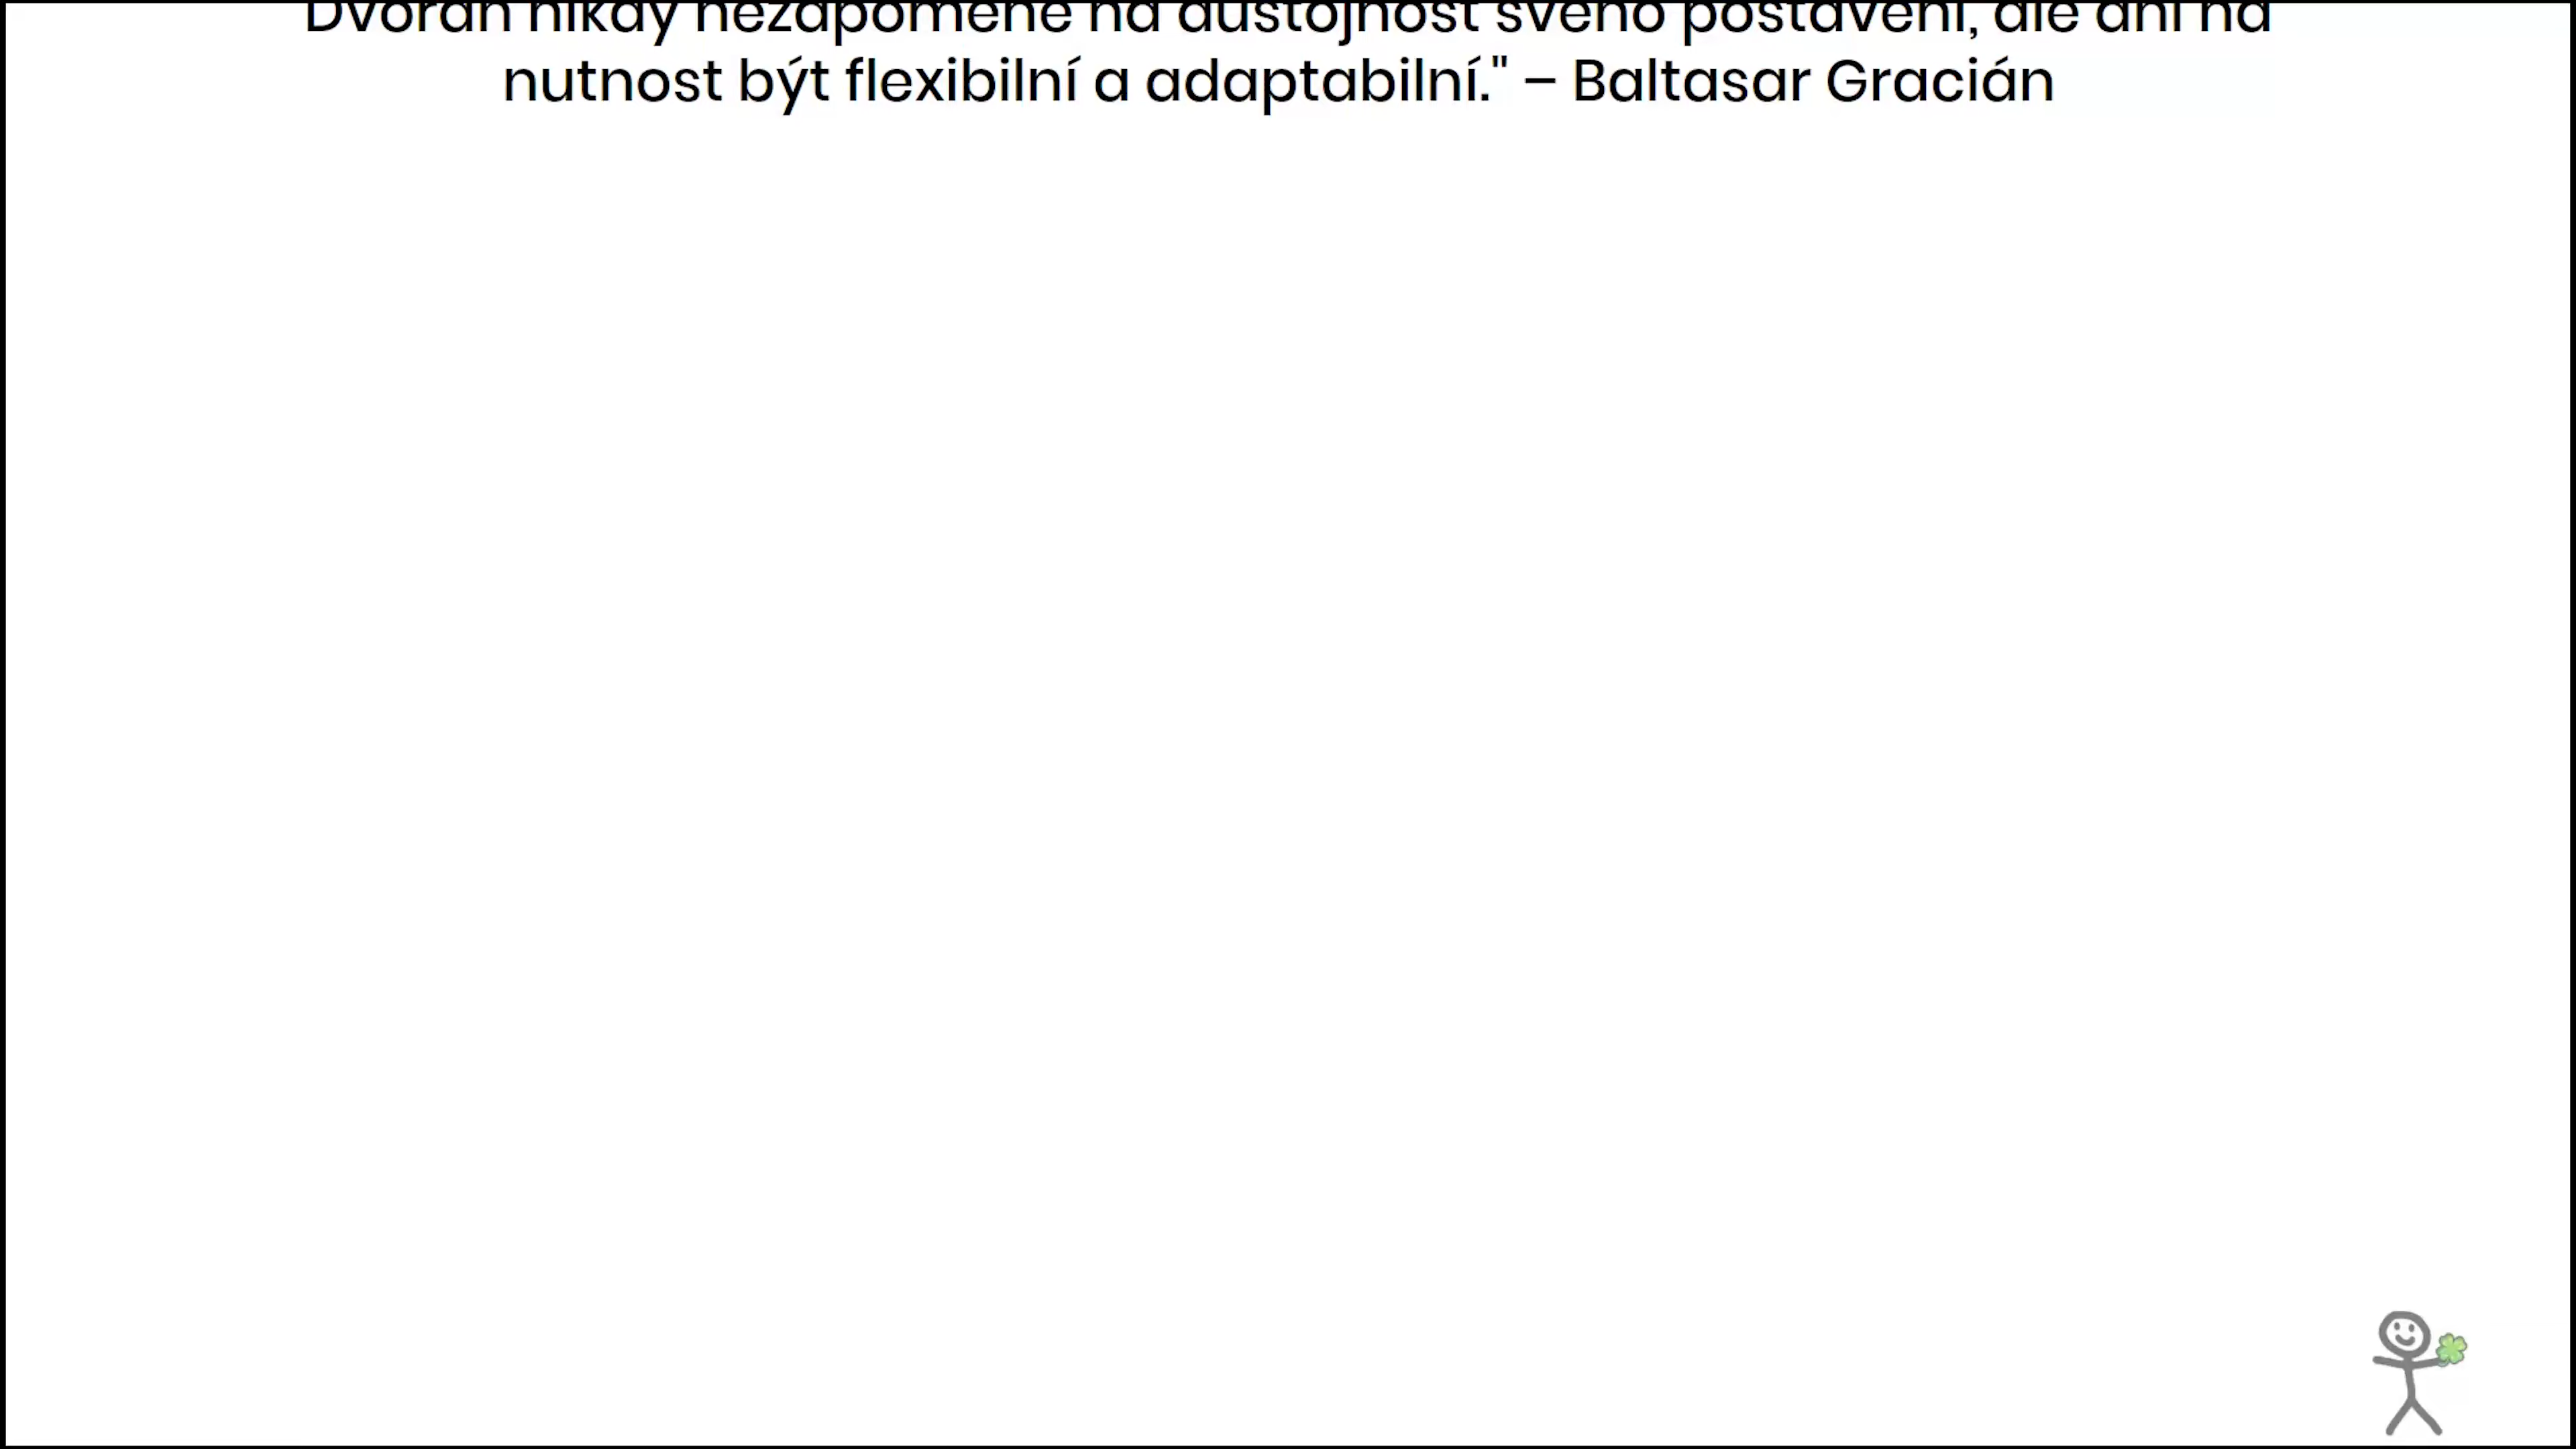 Dvořan nikdy nezapomene na důstojnost svého postavení, ale ani na
nutnost být flexibilní a adaptabilní." – Baltasar Gracián